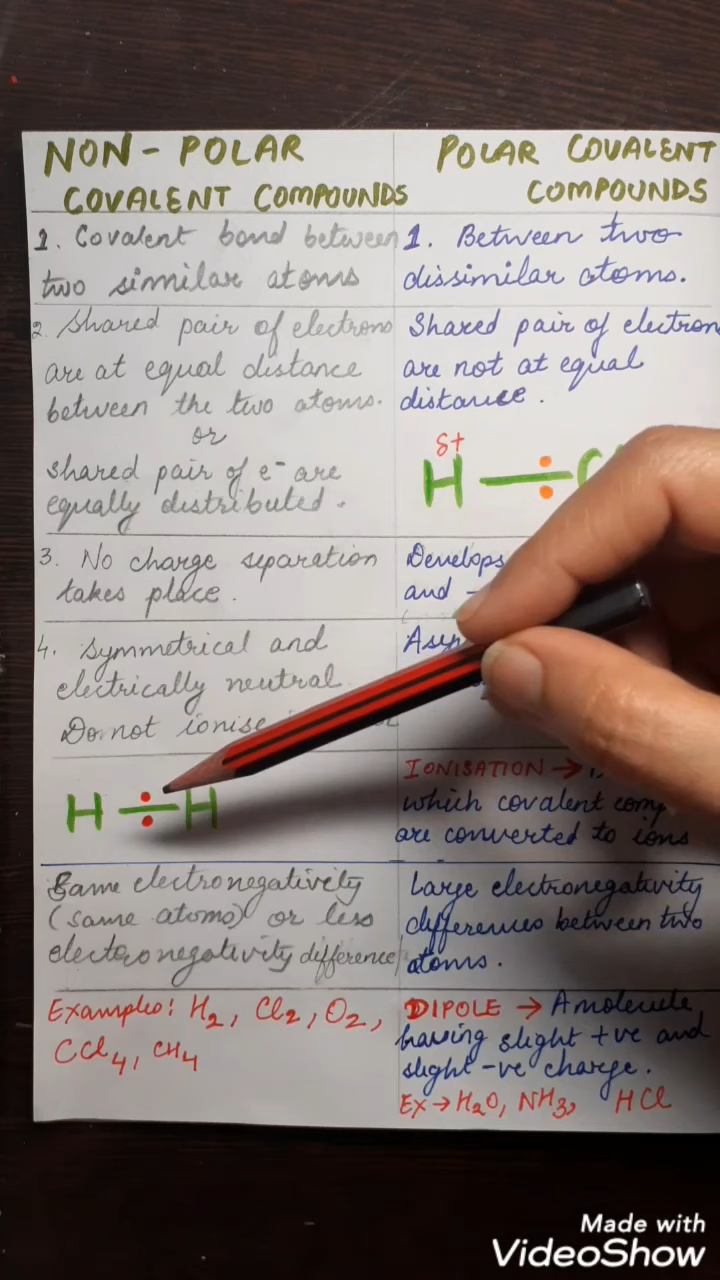 NON - POLAR
COVALENT COMPOUNDS
1. Covalent bond between
two similar atoms
2. Shared pair of electrons
are at equal distance
between the two atoms.
or
shared pair of e- are
equally distributed.
3. No charge separation
takes place.
4. Symmetrical and
electrically neutral
Do not ionise
H ÷ H
Same electronegativity
(same atoms) or less
electronegativity difference
Examples: H2, Cl2, O2,
CCl4, CH4
POLAR COVALENT
COMPOUNDS
1. Between two
dissimilar atoms.
Shared pair of electron
are not at equal
distance.
δ+
H — : C
Develops
and -
IONISATION →
which covalent comp
are converted to ions
Large electronegativity
differences between two
atoms.
DIPOLE → A molecule
having slight +ve and
slight -ve charge.
Ex → H2O, NH3, HCl
Made with
VideoShow